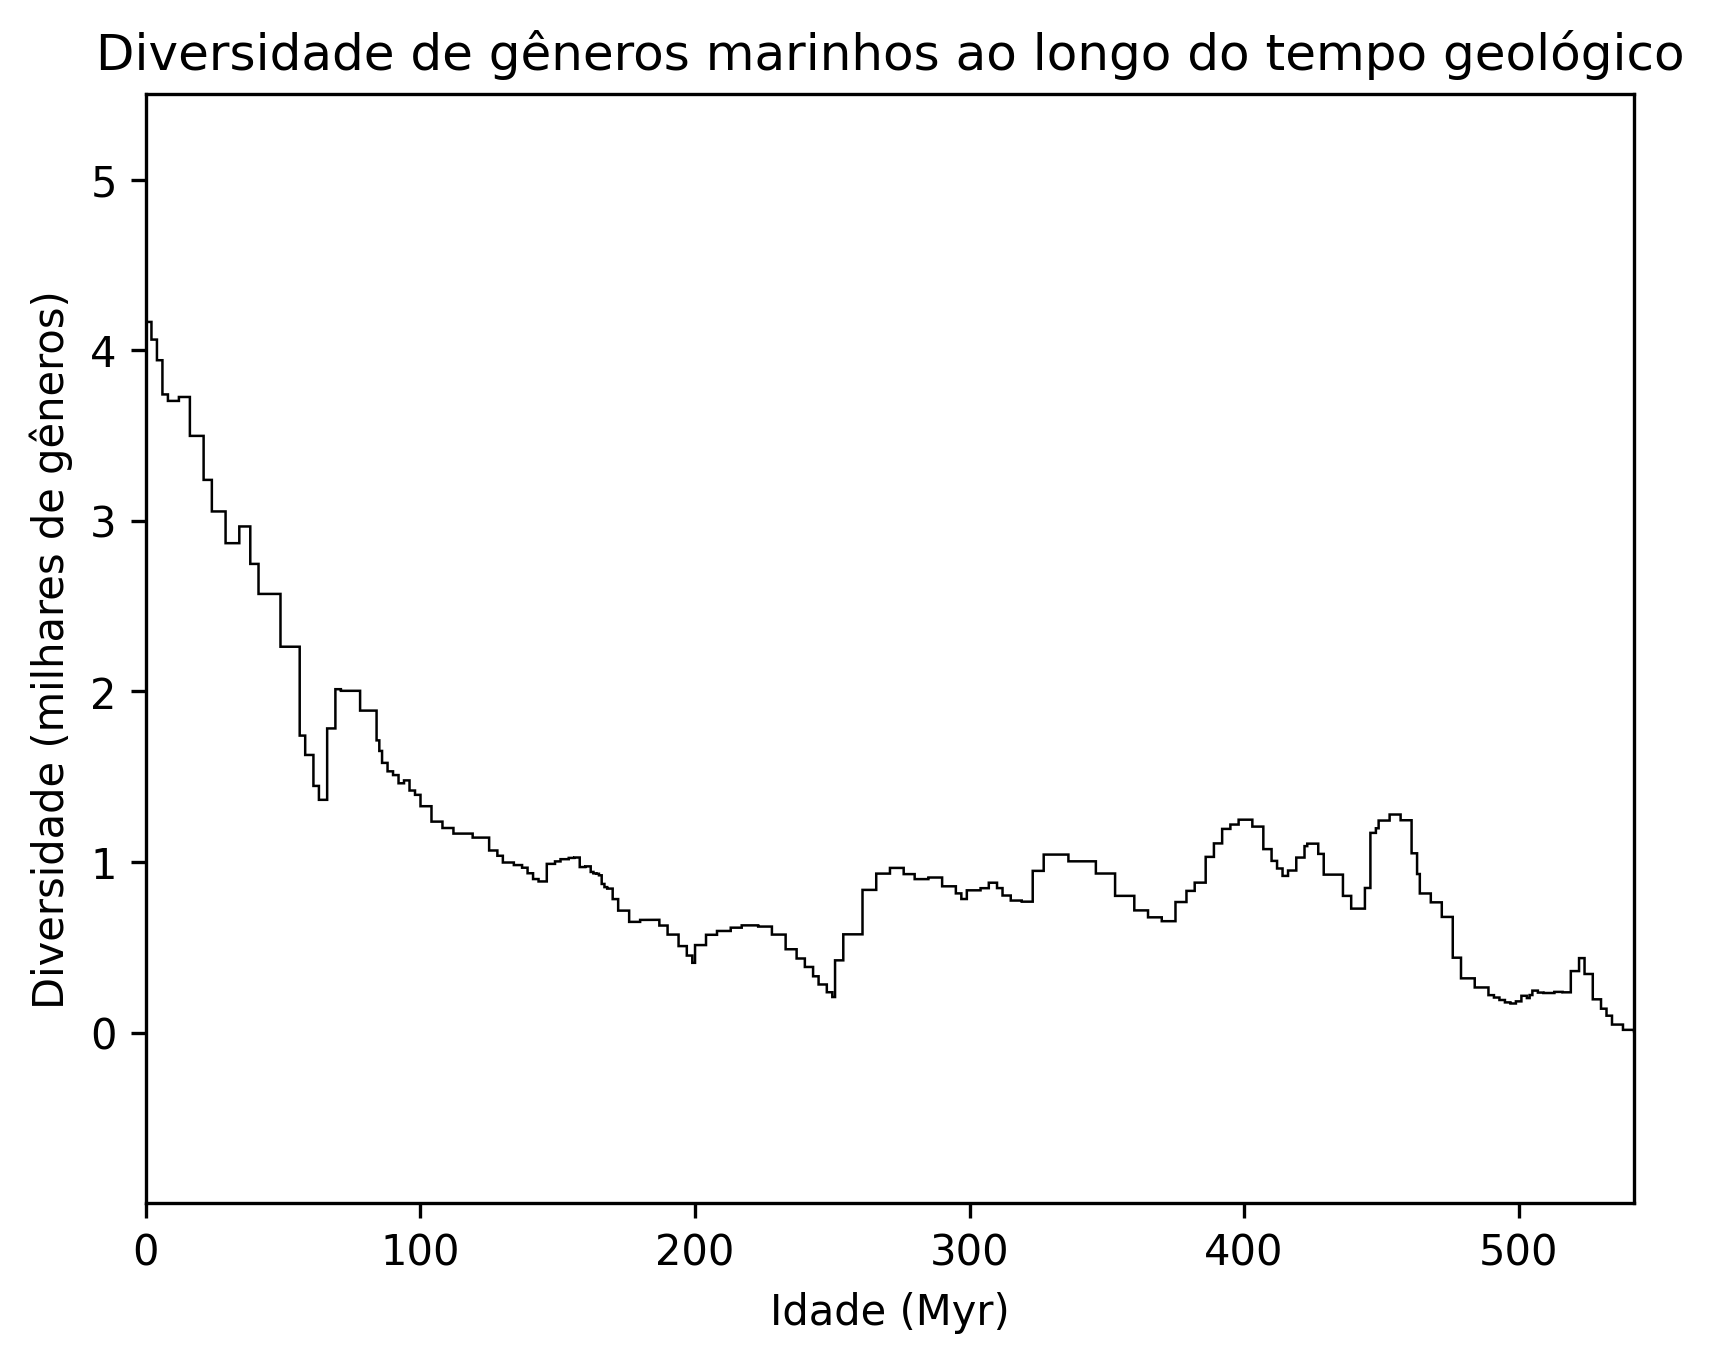 Diversidade de gêneros marinhos ao longo do tempo geológico
Diversidade (milhares de gêneros)
5
4
3
2
1
0
0 100 200 300 400 500
Idade (Myr)